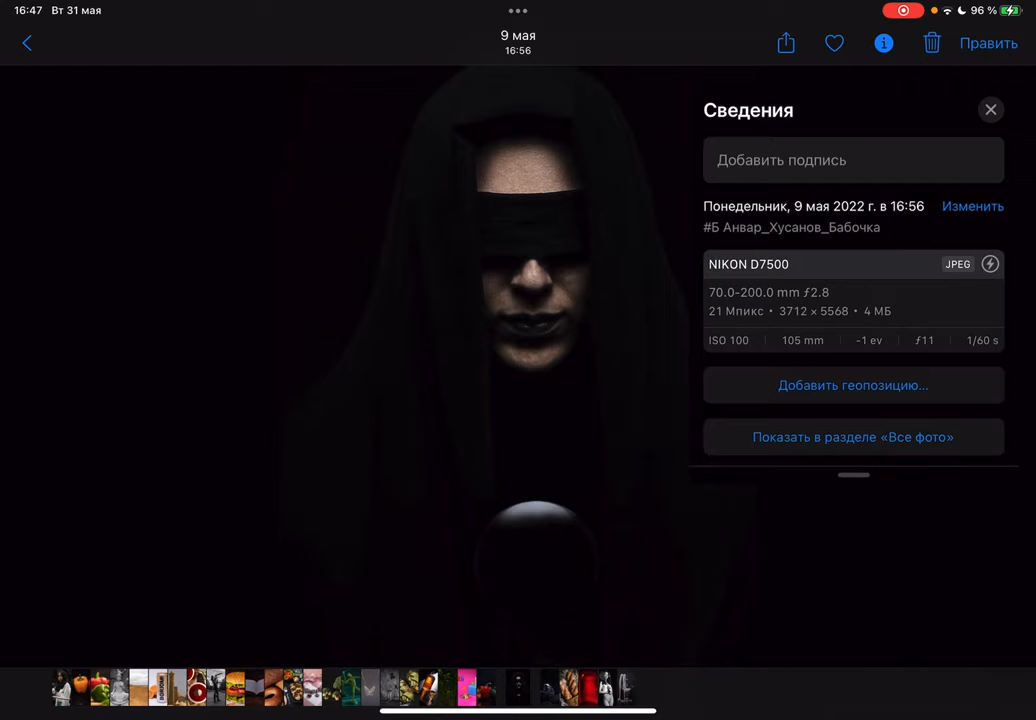 16:47 Вт 31 мая
96 %
9 мая
16:56
Править
Сведения
Добавить подпись
Понедельник, 9 мая 2022 г. в 16:56 Изменить
#Б Анвар_Хусанов_Бабочка
NIKON D7500 JPEG
70.0-200.0 mm ƒ2.8
21 Мпикс • 3712 × 5568 • 4 МБ
ISO 100 105 mm -1 ev ƒ11 1/60 s
Добавить геопозицию...
Показать в разделе «Все фото»